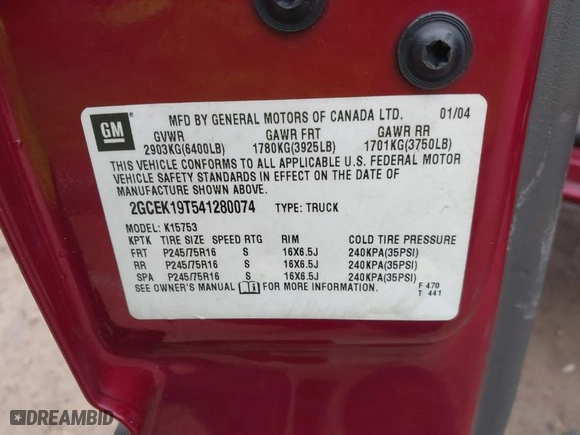 GM
MFD BY GENERAL MOTORS OF CANADA LTD. 01/04
GVWR GAWR FRT GAWR RR
2903KG(6400LB) 1780KG(3925LB) 1701KG(3750LB)
THIS VEHICLE CONFORMS TO ALL APPLICABLE U.S. FEDERAL MOTOR
VEHICLE SAFETY STANDARDS IN EFFECT ON THE DATE OF
MANUFACTURE SHOWN ABOVE.
2GCEK19T541280074 TYPE: TRUCK
MODEL: K15753
KPTK TIRE SIZE SPEED RTG RIM COLD TIRE PRESSURE
FRT P245/75R16 S 16X6.5J 240KPA(35PSI)
RR P245/75R16 S 16X6.5J 240KPA(35PSI)
SPA P245/75R16 S 16X6.5J 240KPA(35PSI)
SEE OWNER'S MANUAL FOR MORE INFORMATION. F 470
T 441
DREAMBID